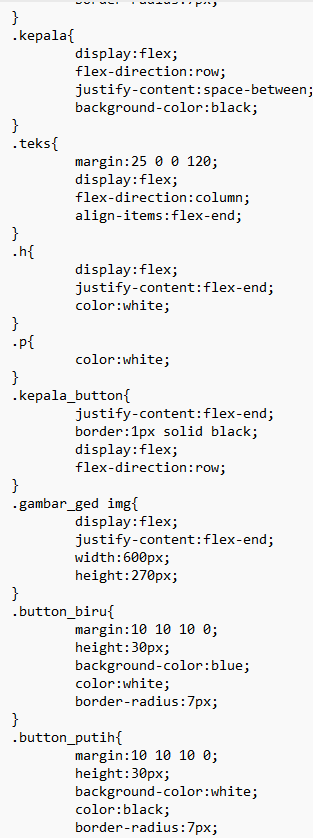 border-radius:7px;
}
.kepala{
display:flex;
flex-direction:row;
justify-content:space-between;
background-color:black;
}
.teks{
margin:25 0 0 120;
display:flex;
flex-direction:column;
align-items:flex-end;
}
.h{
display:flex;
justify-content:flex-end;
color:white;
}
.p{
color:white;
}
.kepala_button{
justify-content:flex-end;
border:1px solid black;
display:flex;
flex-direction:row;
}
.gambar_ged img{
display:flex;
justify-content:flex-end;
width:600px;
height:270px;
}
.button_biru{
margin:10 10 10 0;
height:30px;
background-color:blue;
color:white;
border-radius:7px;
}
.button_putih{
margin:10 10 10 0;
height:30px;
background-color:white;
color:black;
border-radius:7px;